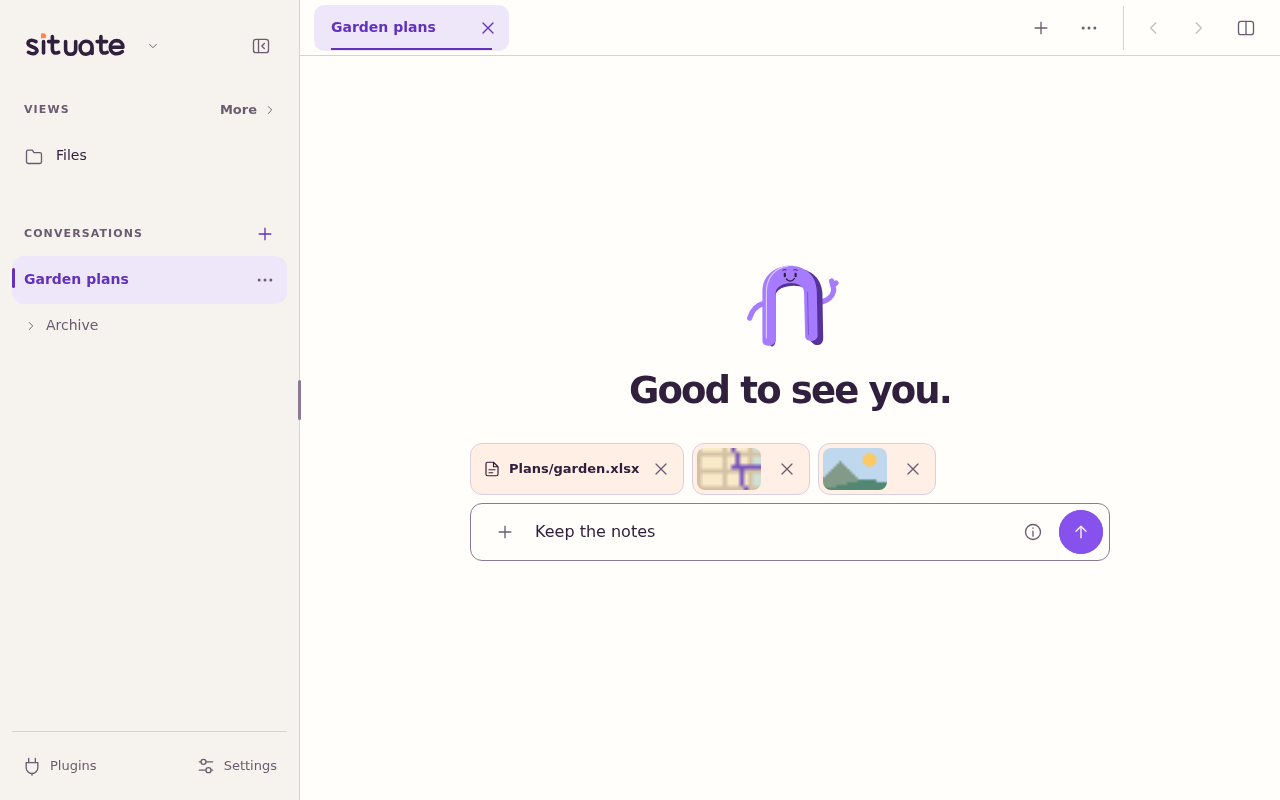 situate
VIEWS
More
Files
CONVERSATIONS
Garden plans
Archive
Plugins
Settings
Garden plans
Good to see you.
Plans/garden.xlsx
Keep the notes